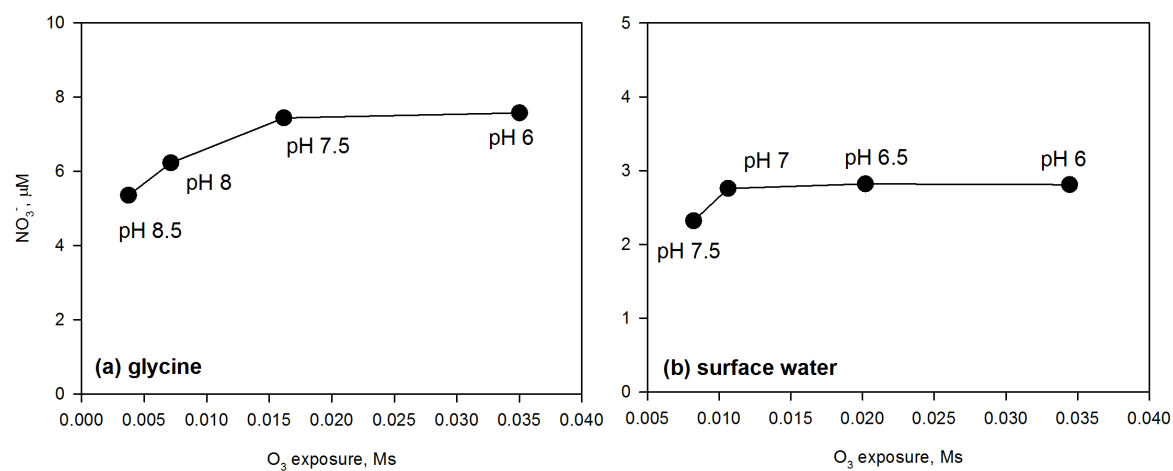 10
8
6
4
2
0
NO3-, μM
pH 8.5
pH 8
pH 7.5
pH 6
(a) glycine
0.000 0.005 0.010 0.015 0.020 0.025 0.030 0.035 0.040
O3 exposure, Ms
5
4
3
2
1
0
pH 7.5
pH 7
pH 6.5
pH 6
(b) surface water
0.005 0.010 0.015 0.020 0.025 0.030 0.035 0.040
O3 exposure, Ms